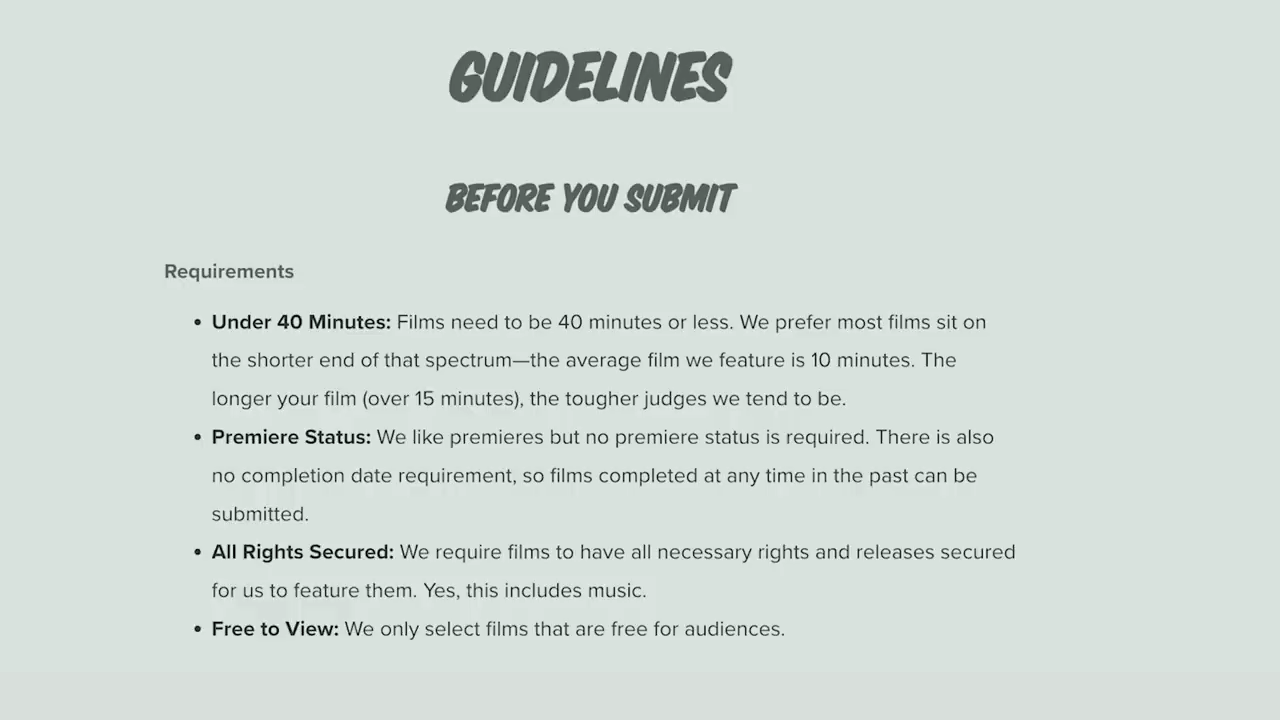 GUIDELINES
BEFORE YOU SUBMIT
Requirements
• Under 40 Minutes: Films need to be 40 minutes or less. We prefer most films sit on
the shorter end of that spectrum—the average film we feature is 10 minutes. The
longer your film (over 15 minutes), the tougher judges we tend to be.
• Premiere Status: We like premieres but no premiere status is required. There is also
no completion date requirement, so films completed at any time in the past can be
submitted.
• All Rights Secured: We require films to have all necessary rights and releases secured
for us to feature them. Yes, this includes music.
• Free to View: We only select films that are free for audiences.